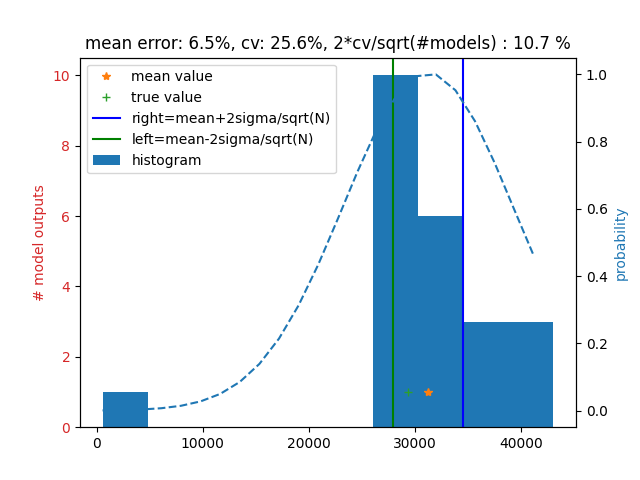 mean error: 6.5%, cv: 25.6%, 2*cv/sqrt(#models) : 10.7 %
mean value
true value
right=mean+2sigma/sqrt(N)
left=mean-2sigma/sqrt(N)
histogram
# model outputs
10
8
6
4
2
0
0
10000
20000
30000
40000
1.0
0.8
0.6
0.4
0.2
0.0
probability